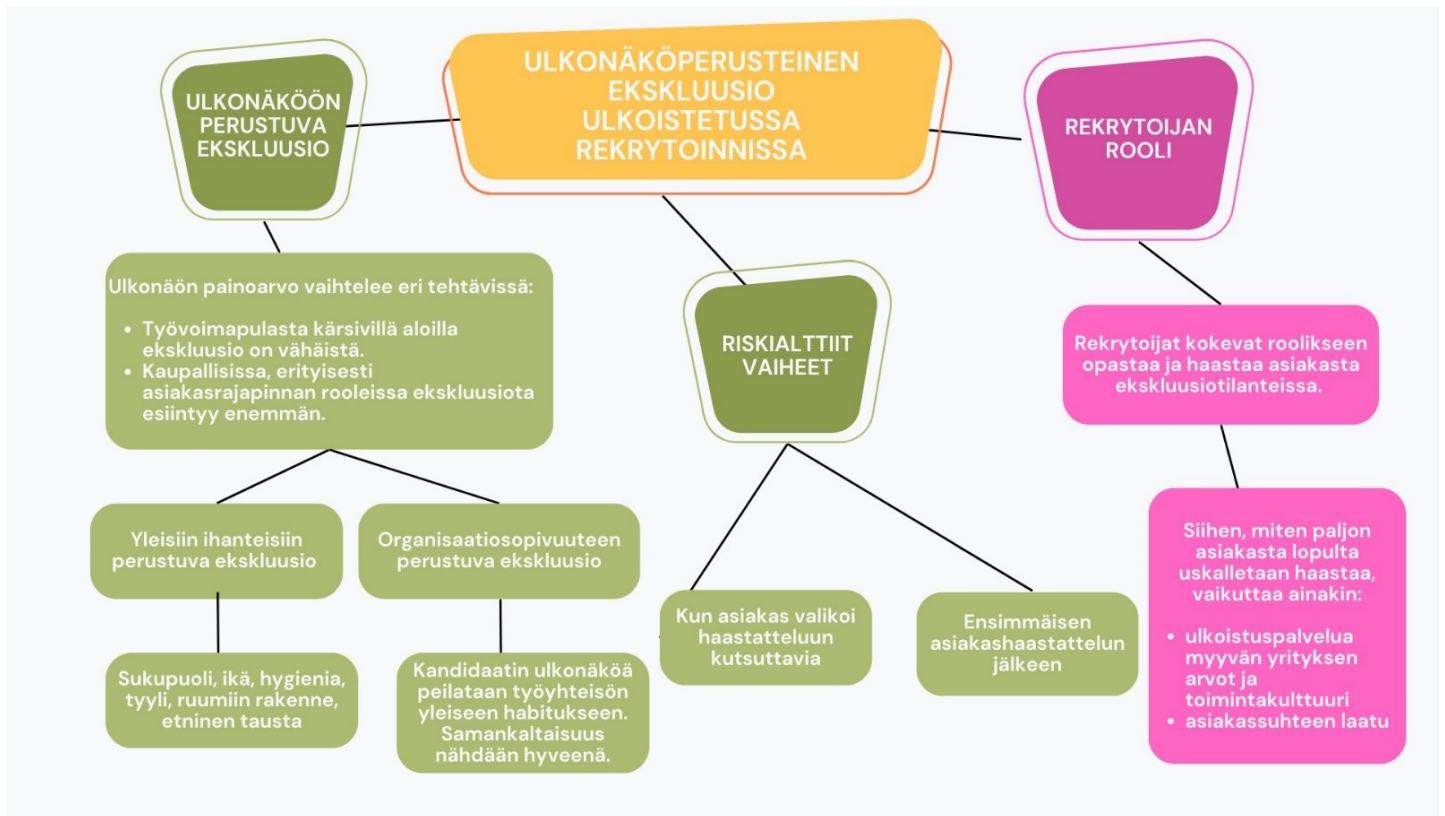 ULKONÄKÖPERUSTEINEN
EKSKLUUSIO
ULKOISTETUSSA
REKRYTOINNISSA
ULKONÄKÖÖN
PERUSTUVA
EKSKLUUSIO
Ulkonäön painoarvo vaihtelee eri tehtävissä:
• Työvoimapulasta kärsivillä aloilla
ekskluusio on vähäistä.
• Kaupallisissa, erityisesti
asiakasrajapinnan rooleissa ekskluusiota
esiintyy enemmän.
Yleisiin ihanteisiin
perustuva ekskluusio
Sukupuoli, ikä, hygienia,
tyyli, ruumiin rakenne,
etninen tausta
Organisaatiosopivuuteen
perustuva ekskluusio
Kandidaatin ulkonäköä
peilataan työyhteisön
yleiseen habitukseen.
Samankaltaisuus
nähdään hyveenä.
RISKIALTTIIT
VAIHEET
Kun asiakas valikoi
haastatteluun
kutsuttavia
Ensimmäisen
asiakashaastattelun
jälkeen
REKRYTOIJAN
ROOLI
Rekrytoijat kokevat roolikseen
opastaa ja haastaa asiakasta
ekskluusiotilanteissa.
Siihen, miten paljon
asiakasta lopulta
uskalletaan haastaa,
vaikuttaa ainakin:
• ulkoistuspalvelua
myyvän yrityksen
arvot ja
toimintakulttuuri
• asiakassuhteen laatu